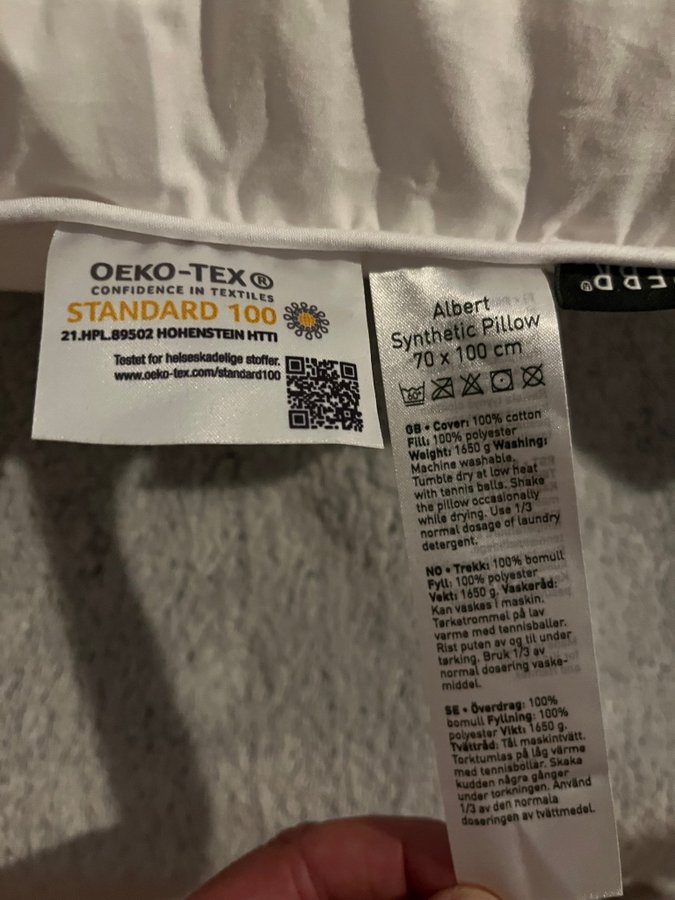 OEKO-TEX®
CONFIDENCE IN TEXTILES
STANDARD 100
21.HPL.89502 HOHENSTEIN HTTI
Testet for helseskadelige stoffer.
www.oeko-tex.com/standard100
Albert
Synthetic Pillow
70 x 100 cm
60°
GB • Cover: 100% cotton
Fill: 100% polyester
Weight: 1650 g Washing:
Machine washable.
Tumble dry at low heat
with tennis balls. Shake
the pillow occasionally
while drying. Use 1/3
normal dosage of laundry
detergent.
NO • Trekk: 100% bomull
Fyll: 100% polyester
Vekt: 1650 g. Vaskeråd:
Kan vaskes i maskin.
Tørketrommel på lav
varme med tennisballer.
Rist puten av og til under
tørking. Bruk 1/3 av
normal dosering vaske-
middel.
SE • Överdrag: 100%
bomull Fyllning: 100%
polyester Vikt: 1650 g.
Tvättråd: Tål maskintvätt.
Torktumlas på låg värme
med tennisbollar. Skaka
kudden några gånger
under torkningen. Använd
1/3 av den normala
doseringen av tvättmedel.